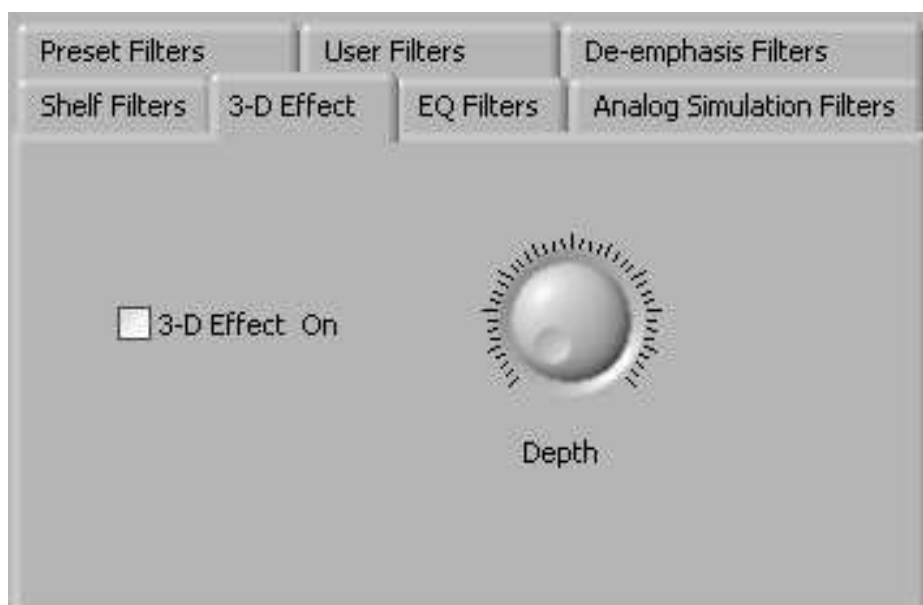 Preset Filters
User Filters
De-emphasis Filters
Shelf Filters
3-D Effect
EQ Filters
Analog Simulation Filters
3-D Effect On
Depth